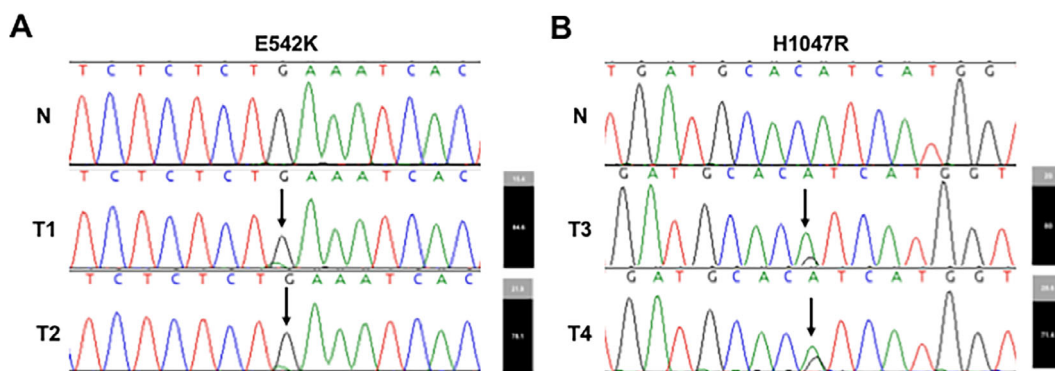 A
E542K
T C T C T C T G A A A T C A C
N
T C T C T C T G A A A T C A C
15.4
T1
84.6
T C T C T C T G A A A T C A C
21.9
T2
78.1
B
H1047R
T G A T G C A C A T C A T G G
N
G A T G C A C A T C A T G G T
20
T3
80
G A T G C A C A T C A T G G T
28.6
T4
71.4